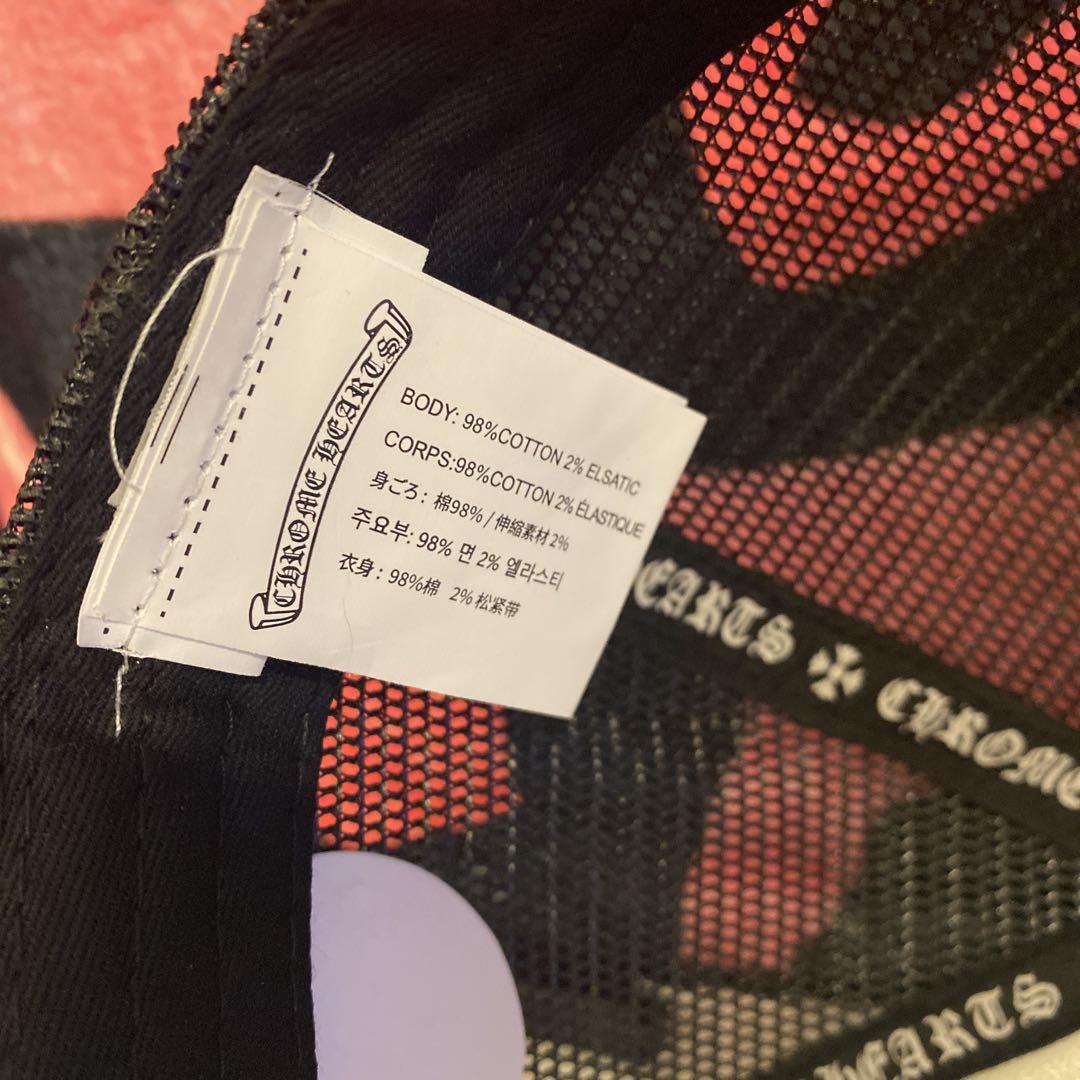 CHROME HEARTS
BODY: 98%COTTON 2% ELSATIC
CORPS:98%COTTON 2% ÉLASTIQUE
身ごろ: 棉98% / 伸縮素材 2%
주요부: 98% 면 2% 엘라스티
衣身: 98%棉 2% 松紧带
EARTS CHROME
HEARTS